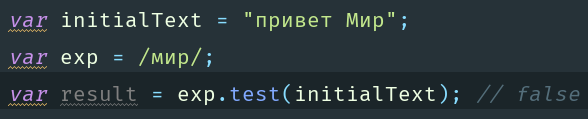 var initialText = "привет Мир";
var exp = /мир/;
var result = exp.test(initialText); // false